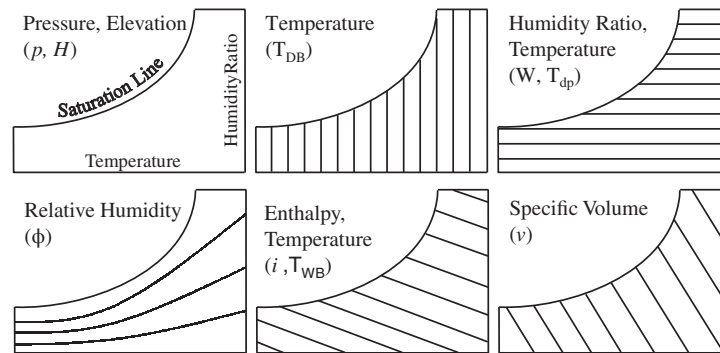 Pressure, Elevation
(p, H)
Saturation Line
HumidityRatio
Temperature
Temperature
(T_DB)
Humidity Ratio,
Temperature
(W, T_dp)
Relative Humidity
(ϕ)
Enthalpy,
Temperature
(i ,T_WB)
Specific Volume
(v)